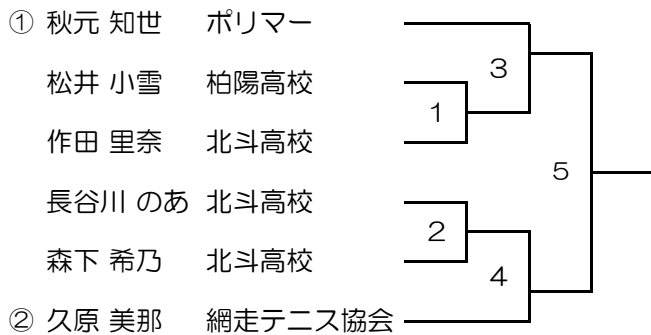 ① 秋元 知世 ポリマー
3
松井 小雪 柏陽高校
1
作田 里奈 北斗高校
5
長谷川 のあ 北斗高校
2
森下 希乃 北斗高校
4
② 久原 美那 網走テニス協会